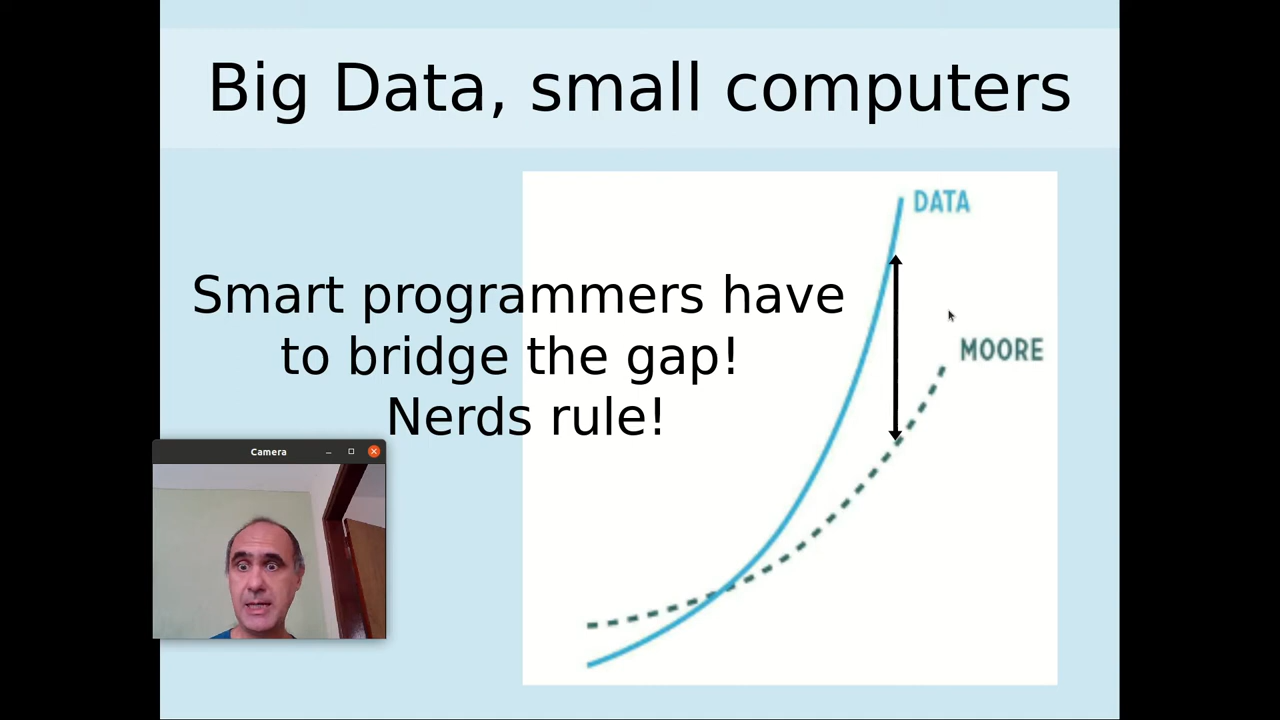 Big Data, small computers
DATA
Smart programmers have
to bridge the gap!
MOORE
Nerds rule!
Camera